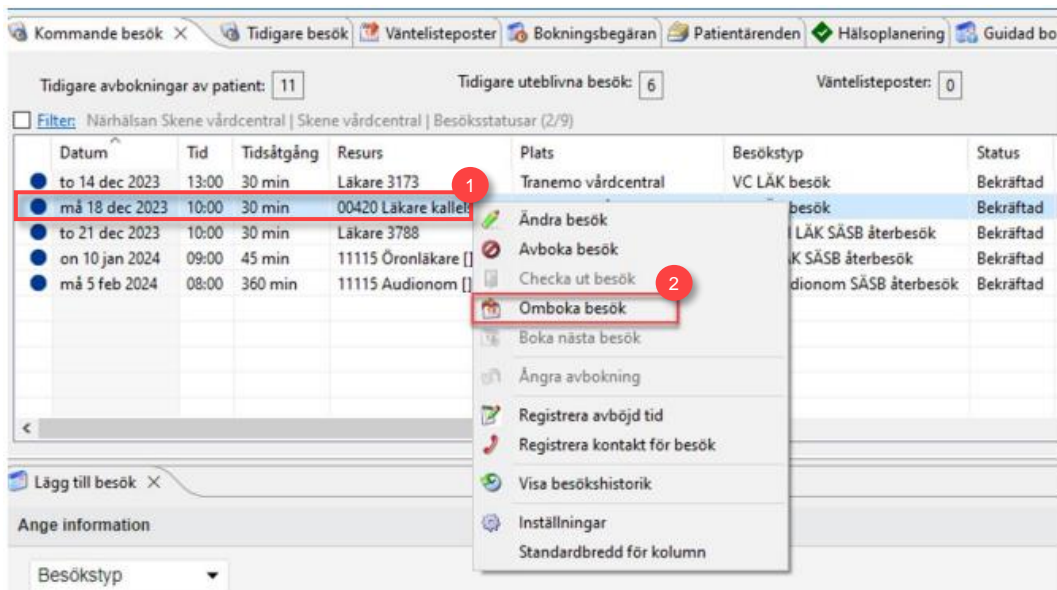 Kommande besök Tidigare besök Väntelisteposter Bokningsbegäran Patientärenden Hälsoplanering Guidad bo
Tidigare avbokningar av patient: 11 Tidigare uteblivna besök: 6 Väntelisteposter: 0
Filter: Närhälsan Skene vårdcentral | Skene vårdcentral | Besöksstatusar (2/9)
Datum Tid Tidsåtgång Resurs Plats Besökstyp Status
to 14 dec 2023 13:00 30 min Läkare 3173 Tranemo vårdcentral VC LÄK besök Bekräftad
1
må 18 dec 2023 10:00 30 min 00420 Läkare kallels besök Bekräftad
to 21 dec 2023 10:00 30 min Läkare 3788 LÄK SÄSB återbesök Bekräftad
on 10 jan 2024 09:00 45 min 11115 Öronläkare [] ÄK SÄSB återbesök Bekräftad
må 5 feb 2024 08:00 360 min 11115 Audionom [] dionom SÄSB återbesök Bekräftad
Ändra besök
Avboka besök
Checka ut besök
2
Omboka besök
Boka nästa besök
Ångra avbokning
Registrera avböjd tid
Registrera kontakt för besök
Visa besökshistorik
Inställningar
Standardbredd för kolumn
Lägg till besök
Ange information
Besökstyp